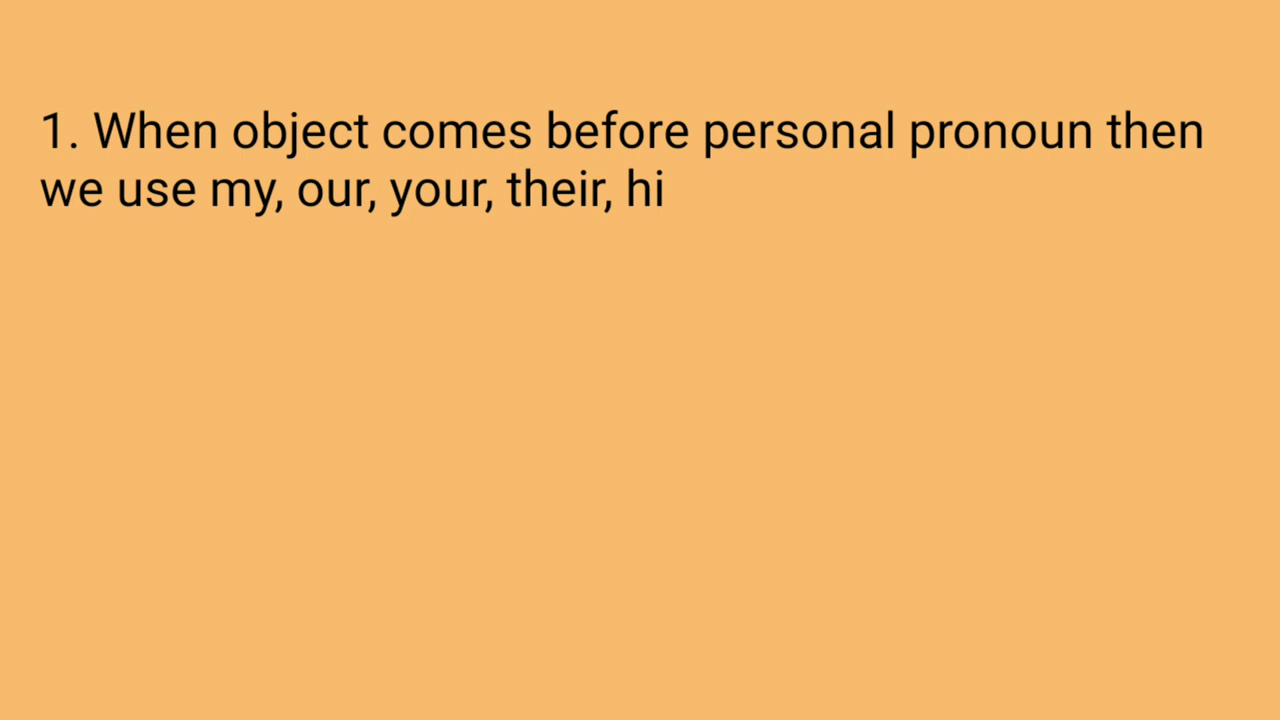 1. When object comes before personal pronoun then
we use my, our, your, their, hi